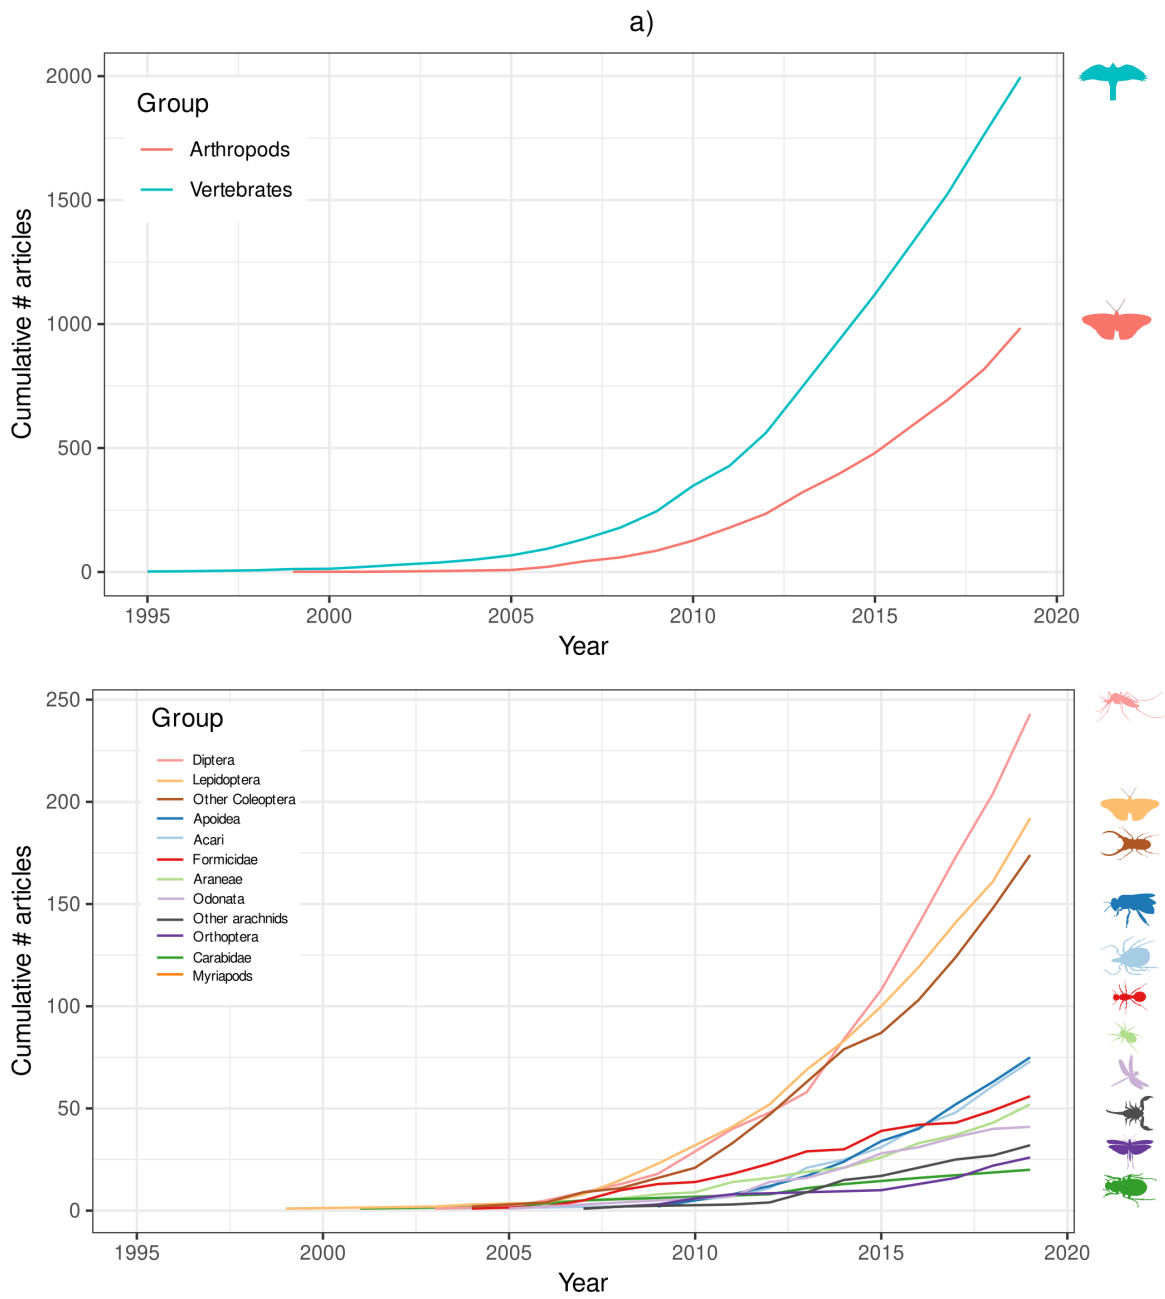 a)
Cumulative # articles
2000
1500
1000
500
0
Group
Arthropods
Vertebrates
1995 2000 2005 2010 2015 2020
Year
Cumulative # articles
250
200
150
100
50
0
Group
Diptera
Lepidoptera
Other Coleoptera
Apoidea
Acari
Formicidae
Araneae
Odonata
Other arachnids
Orthoptera
Carabidae
Myriapods
1995 2000 2005 2010 2015 2020
Year